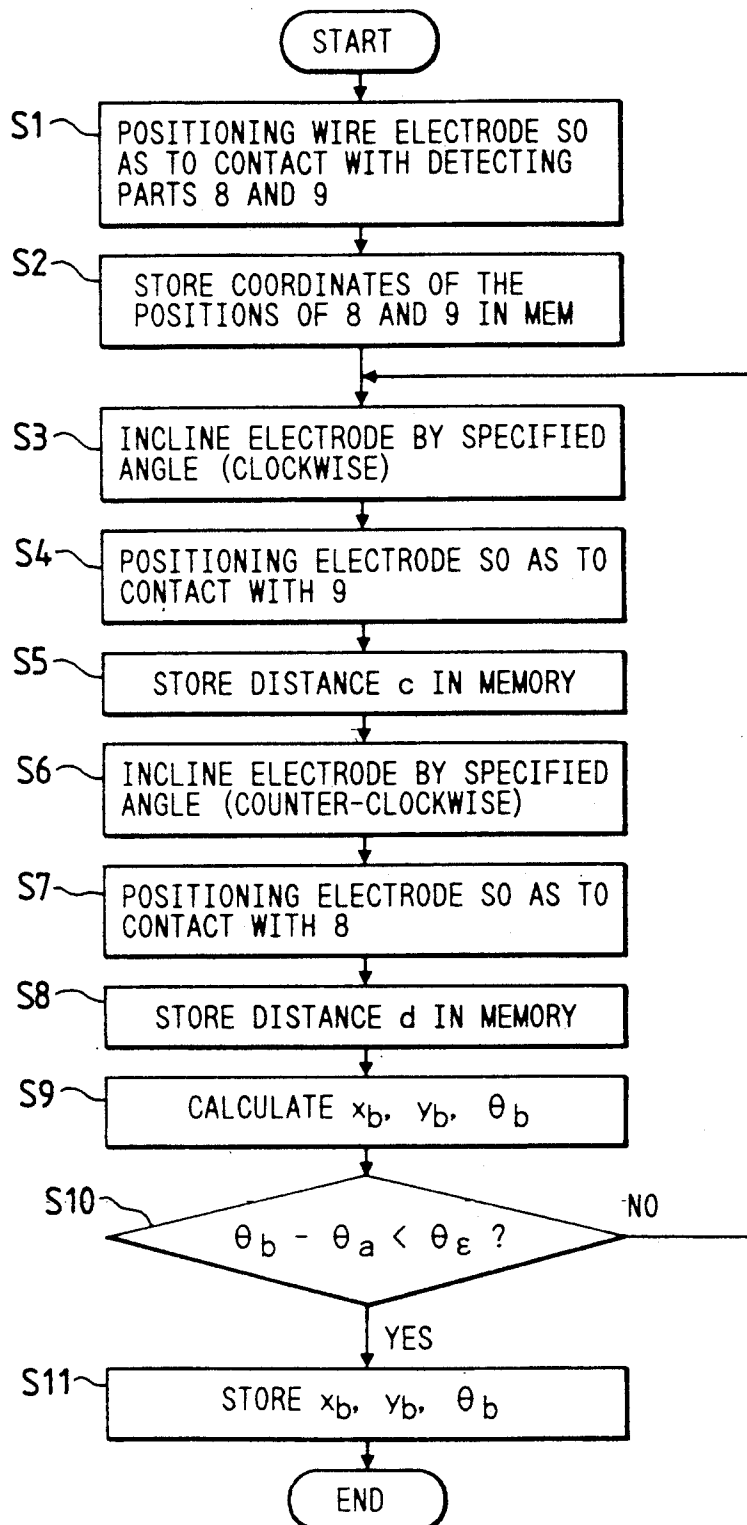 START
S1
POSITIONING WIRE ELECTRODE SO
AS TO CONTACT WITH DETECTING
PARTS 8 AND 9
S2
STORE COORDINATES OF THE
POSITIONS OF 8 AND 9 IN MEM
S3
INCLINE ELECTRODE BY SPECIFIED
ANGLE (CLOCKWISE)
S4
POSITIONING ELECTRODE SO AS TO
CONTACT WITH 9
S5
STORE DISTANCE c IN MEMORY
S6
INCLINE ELECTRODE BY SPECIFIED
ANGLE (COUNTER-CLOCKWISE)
S7
POSITIONING ELECTRODE SO AS TO
CONTACT WITH 8
S8
STORE DISTANCE d IN MEMORY
S9
CALCULATE xb, yb, θb
S10
θb - θa < θε ?
NO
YES
S11
STORE xb, yb, θb
END